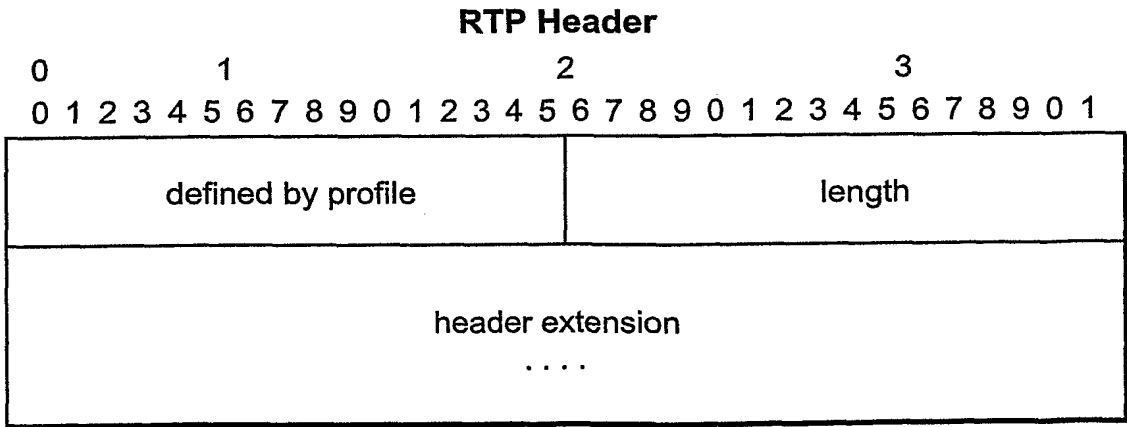 RTP Header
0 1 2 3
0 1 2 3 4 5 6 7 8 9 0 1 2 3 4 5 6 7 8 9 0 1 2 3 4 5 6 7 8 9 0 1
defined by profile length
header extension
. . . .